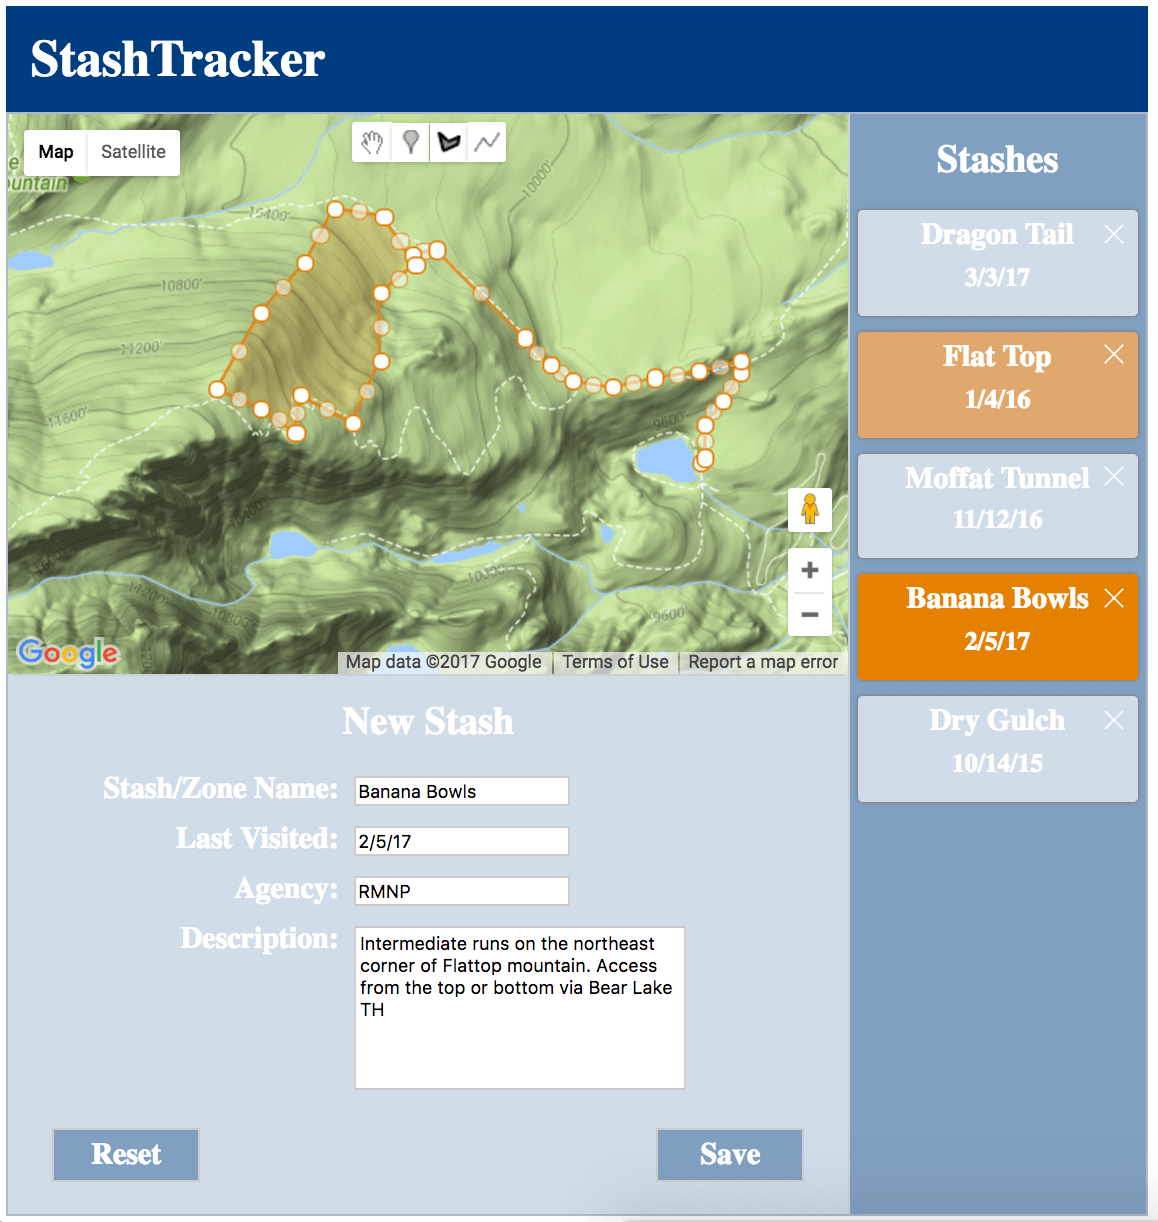 StashTracker
Map
Satellite
e
untain
10400'
10000'
10800'
11200'
11600'
9600'
10400'
10300'
11200'
10800'
9600'
Google
Map data ©2017 Google
Terms of Use
Report a map error
Stashes
Dragon Tail
3/3/17
Flat Top
1/4/16
Moffat Tunnel
11/12/16
Banana Bowls
2/5/17
Dry Gulch
10/14/15
New Stash
Stash/Zone Name:
Banana Bowls
Last Visited:
2/5/17
Agency:
RMNP
Description:
Intermediate runs on the northeast
corner of Flattop mountain. Access
from the top or bottom via Bear Lake
TH
Reset
Save